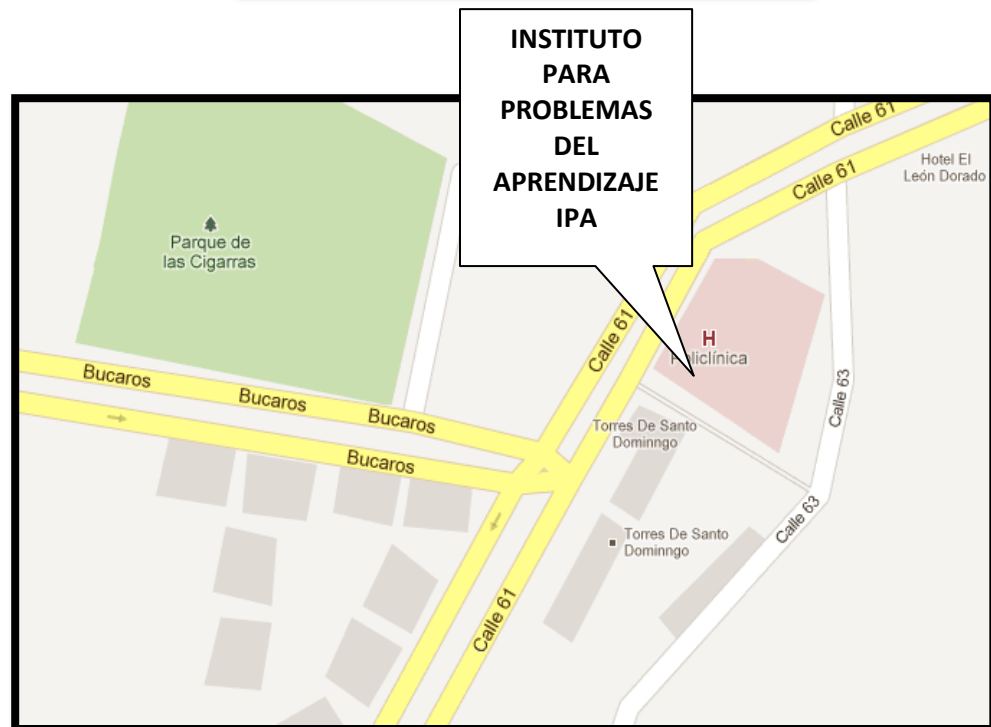 INSTITUTO
PARA
PROBLEMAS
DEL
APRENDIZAJE
IPA
Calle 61
Calle 61
Hotel El
León Dorado
Parque de
las Cigarras
Calle 61
H
Policlínica
Bucaros
Bucaros
Bucaros
Bucaros
Calle 63
Torres De Santo
Dominngo
Calle 63
Torres De Santo
Dominngo
Calle 61